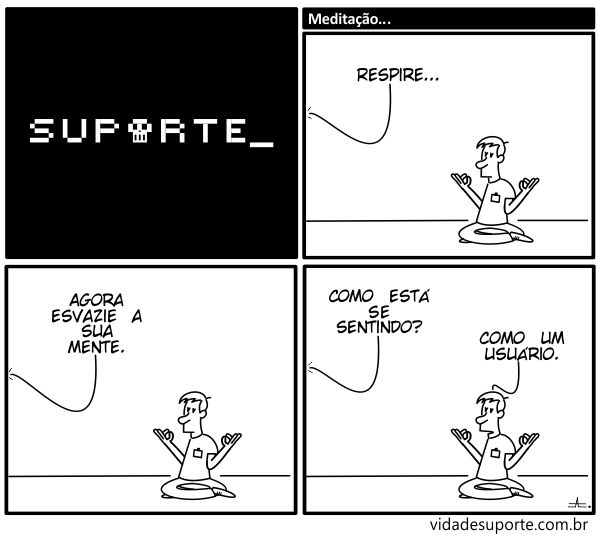 SUPORTE_
Meditação...
RESPIRE...
AGORA
ESVAZIE A
SUA
MENTE.
COMO ESTÁ
SE
SENTINDO?
COMO UM
USUÁRIO.
vidadesuporte.com.br